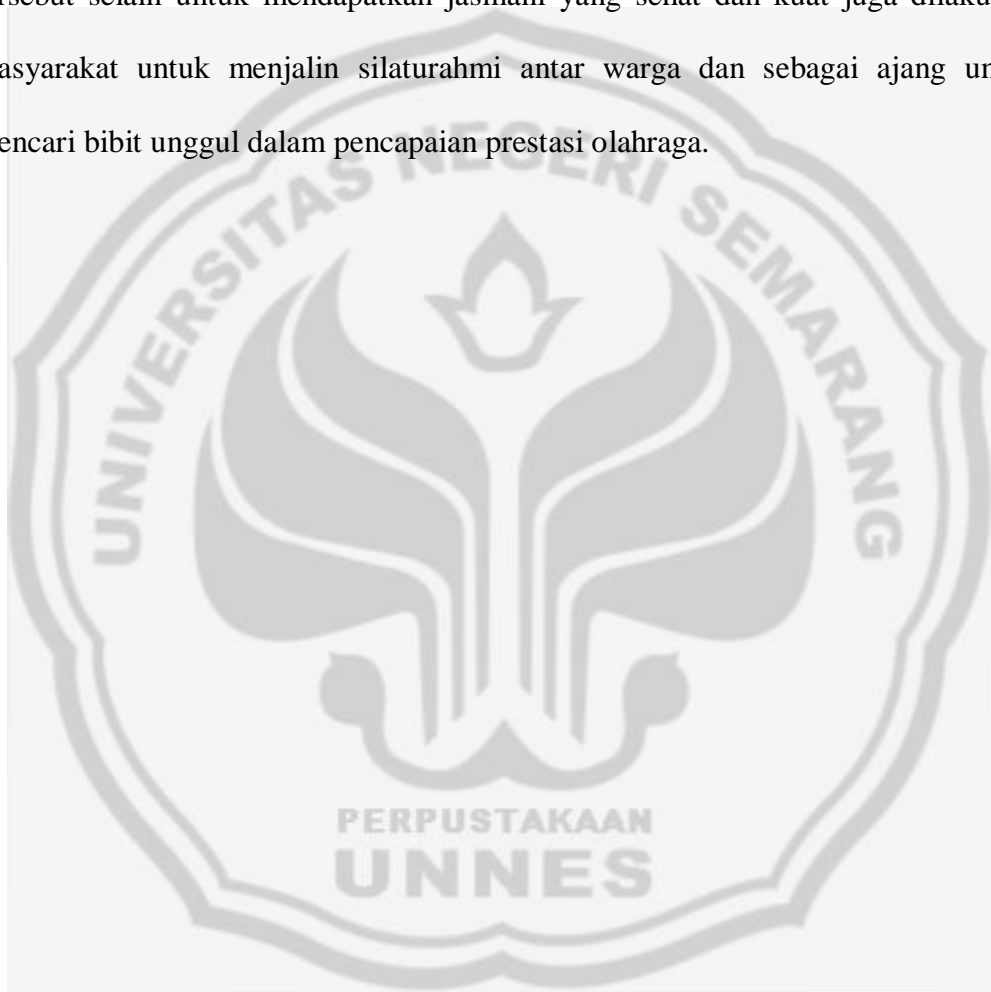 rsebut selain untuk mendapatkan jasmani yang sehat dan kuat juga dilaku
asyarakat untuk menjalin silaturahmi antar warga dan sebagai ajang un
encari bibit unggul dalam pencapaian prestasi olahraga.
UNIVERSITAS NEGERI SEMARANG
PERPUSTAKAAN
UNNES